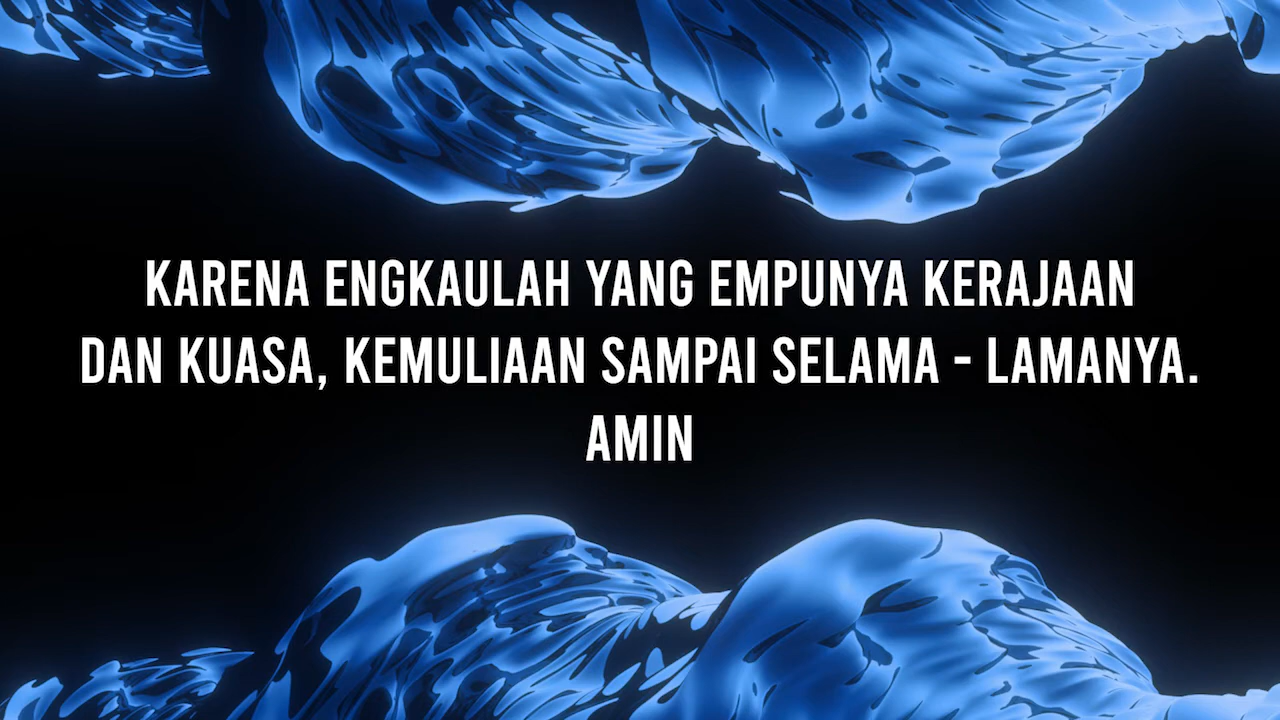 KARENA ENGKAULAH YANG EMPUNYA KERAJAAN
DAN KUASA, KEMULIAAN SAMPAI SELAMA - LAMANYA.
AMIN